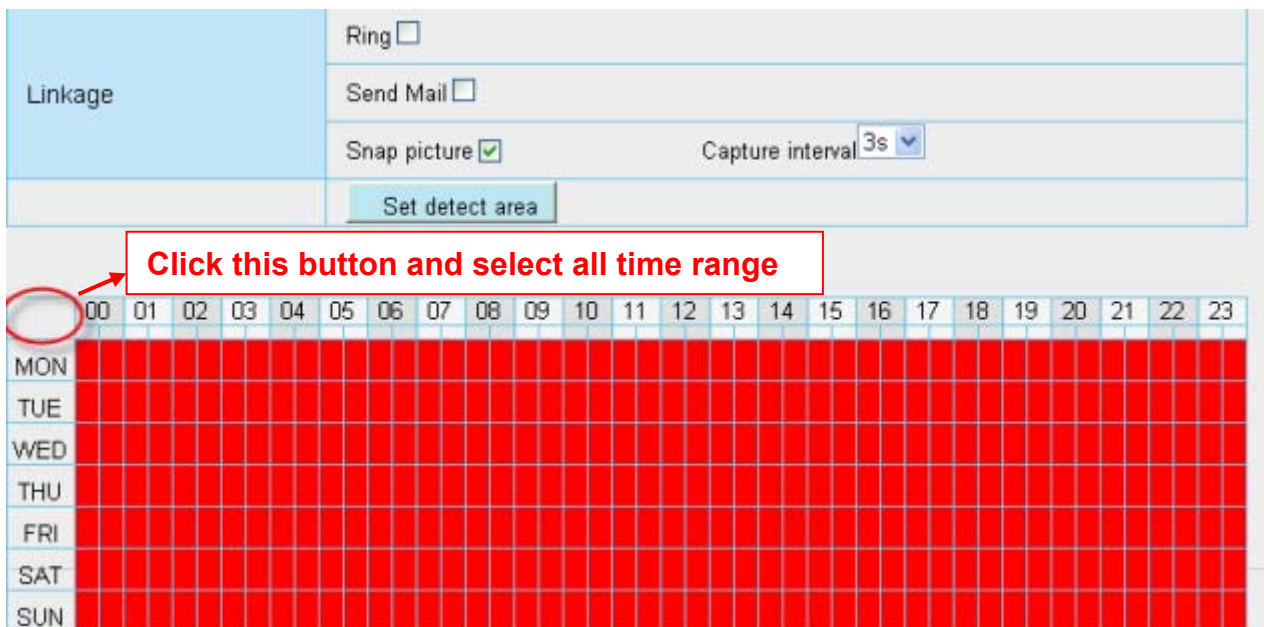 Ring
Linkage
Send Mail
Snap picture Capture interval 3s
Set detect area
Click this button and select all time range
00 01 02 03 04 05 06 07 08 09 10 11 12 13 14 15 16 17 18 19 20 21 22 23
MON
TUE
WED
THU
FRI
SAT
SUN